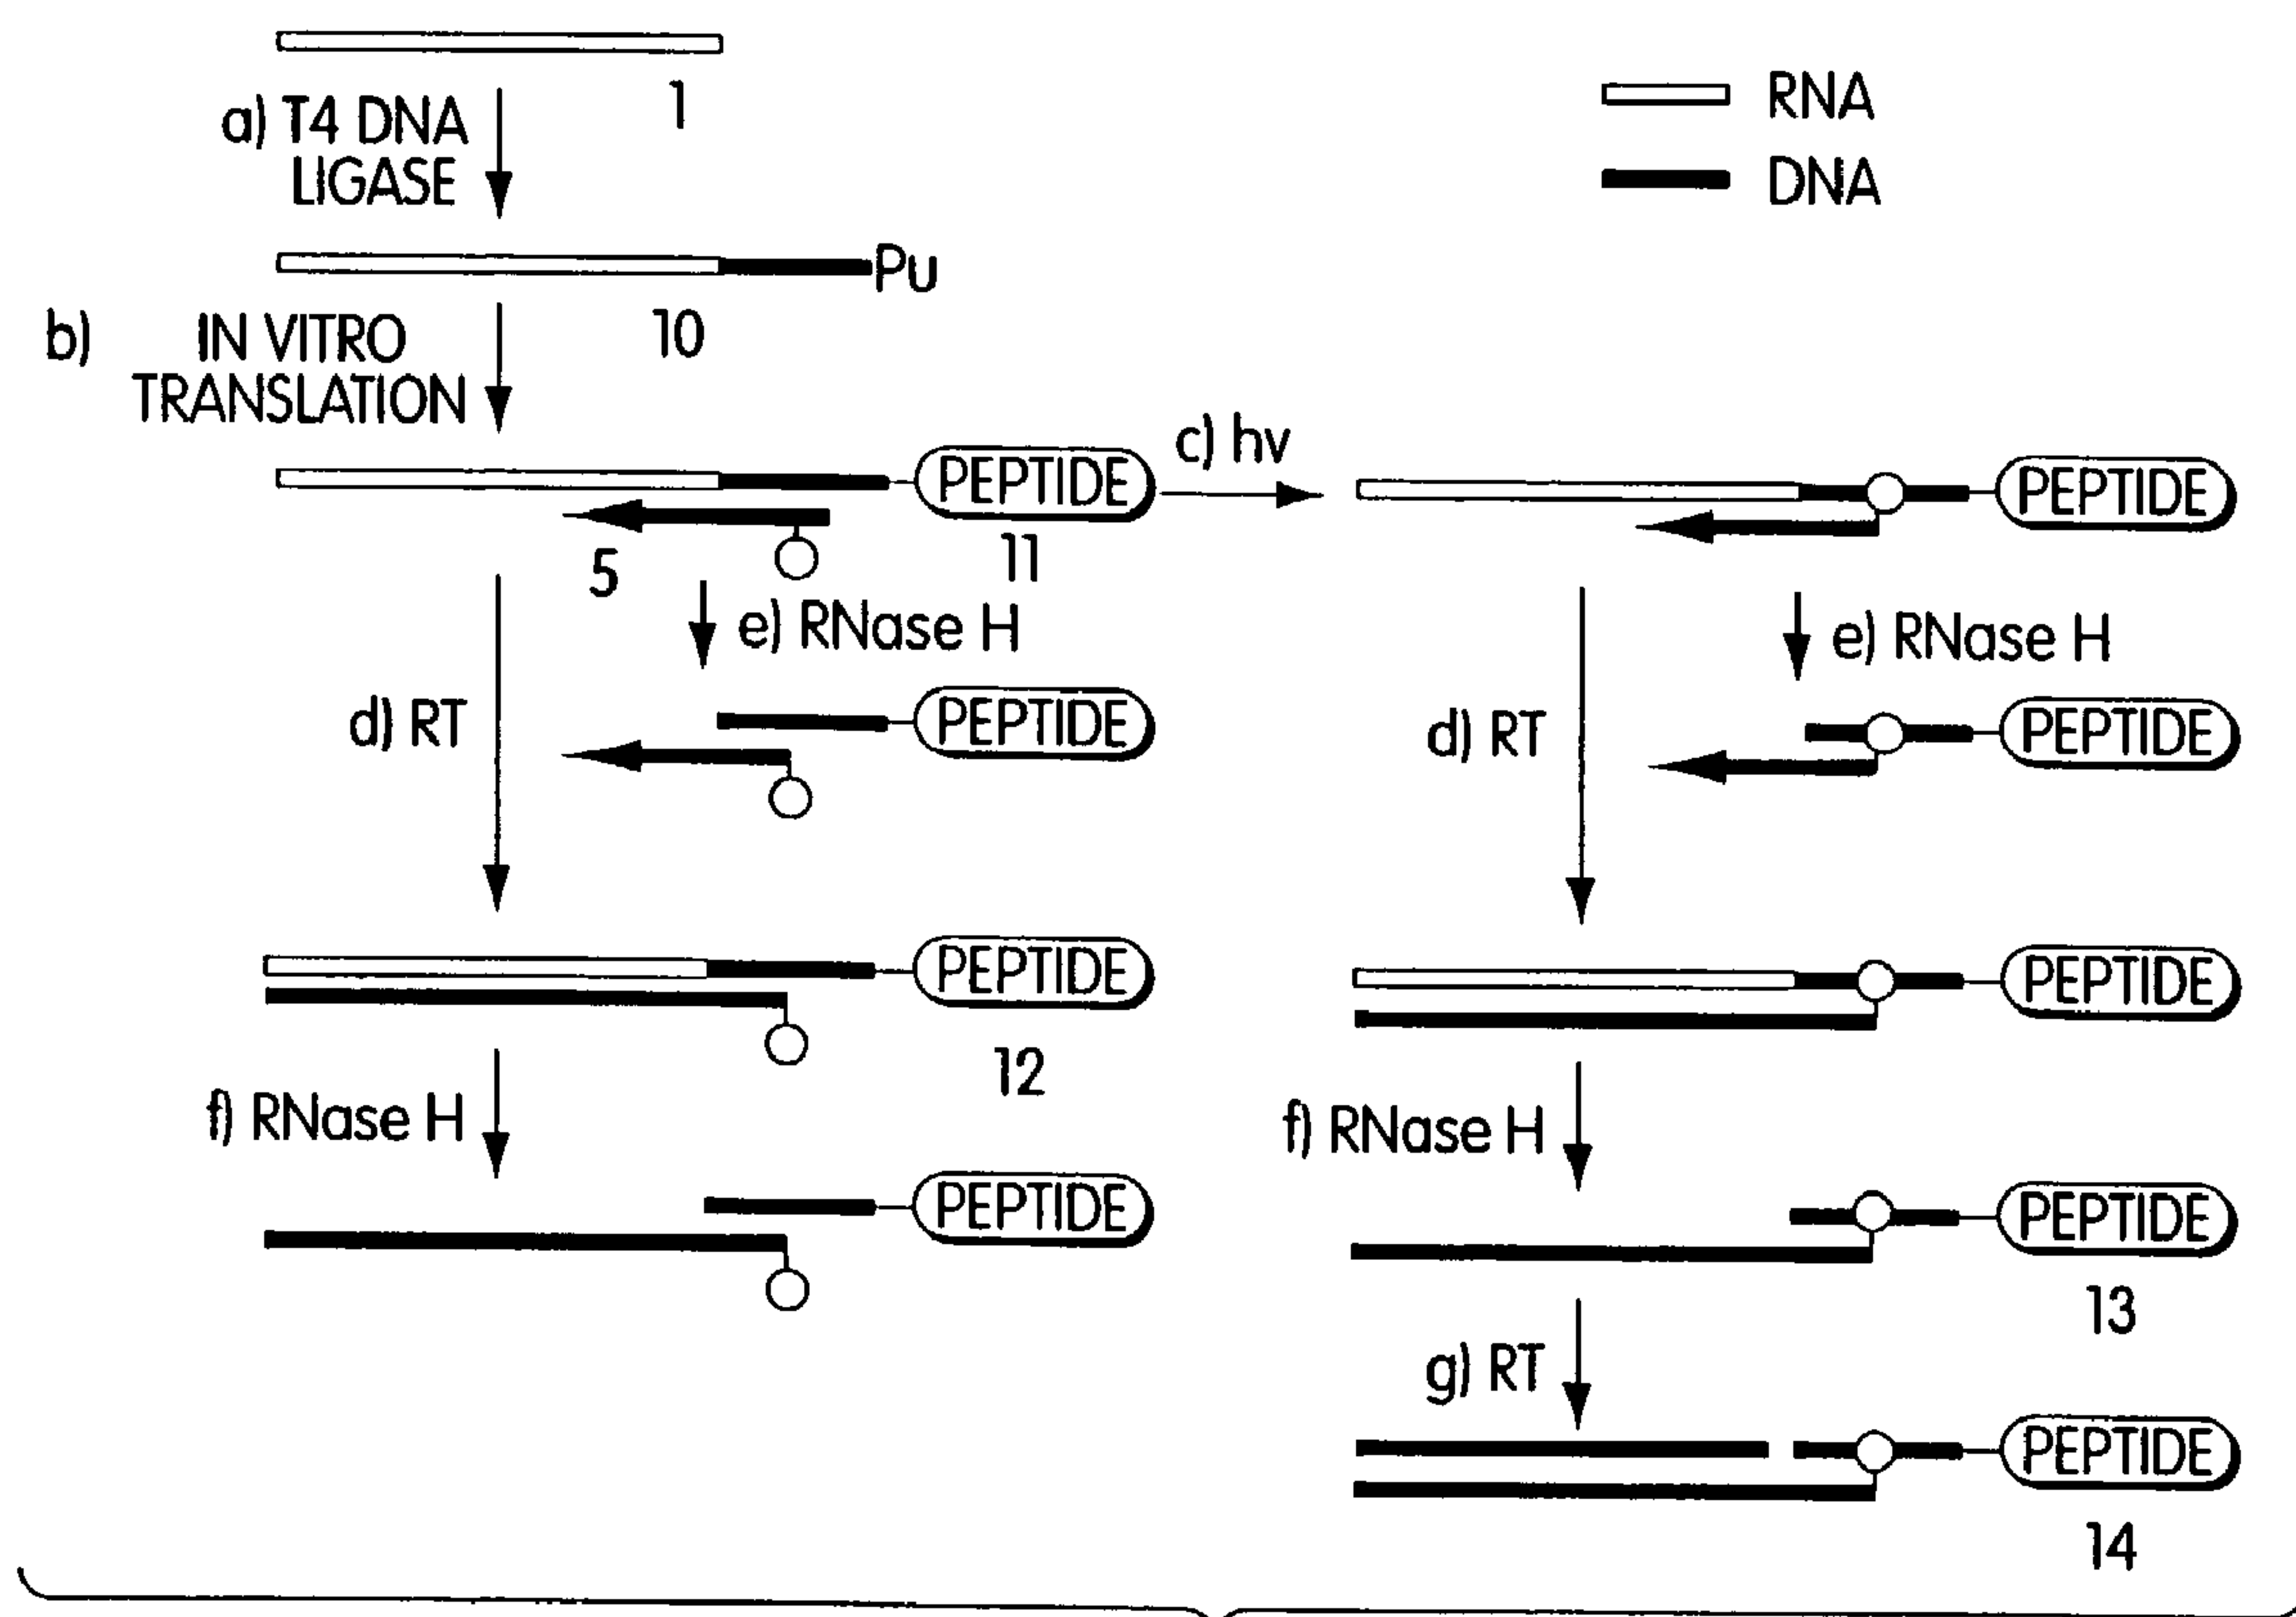 1
RNA
a) T4 DNA
LIGASE
DNA
Pu
10
b) IN VITRO
TRANSLATION
PEPTIDE
c) hv
PEPTIDE
5
11
e) RNase H
e) RNase H
PEPTIDE
PEPTIDE
d) RT
d) RT
PEPTIDE
PEPTIDE
12
f) RNase H
f) RNase H
PEPTIDE
PEPTIDE
13
g) RT
PEPTIDE
14